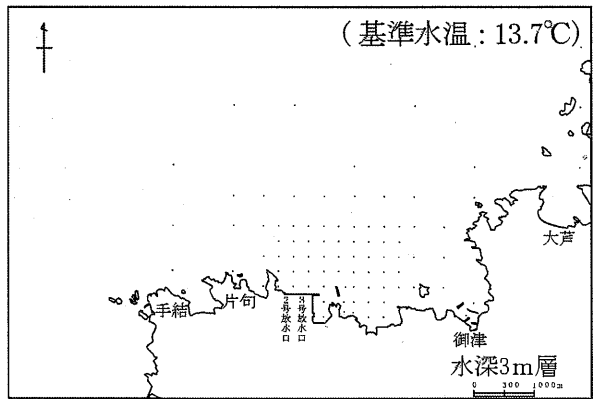 (基準水温:13.7℃)
大芦
片句
手結
2号放水口
3号放水口
御津
水深3m層
0 300 1000m